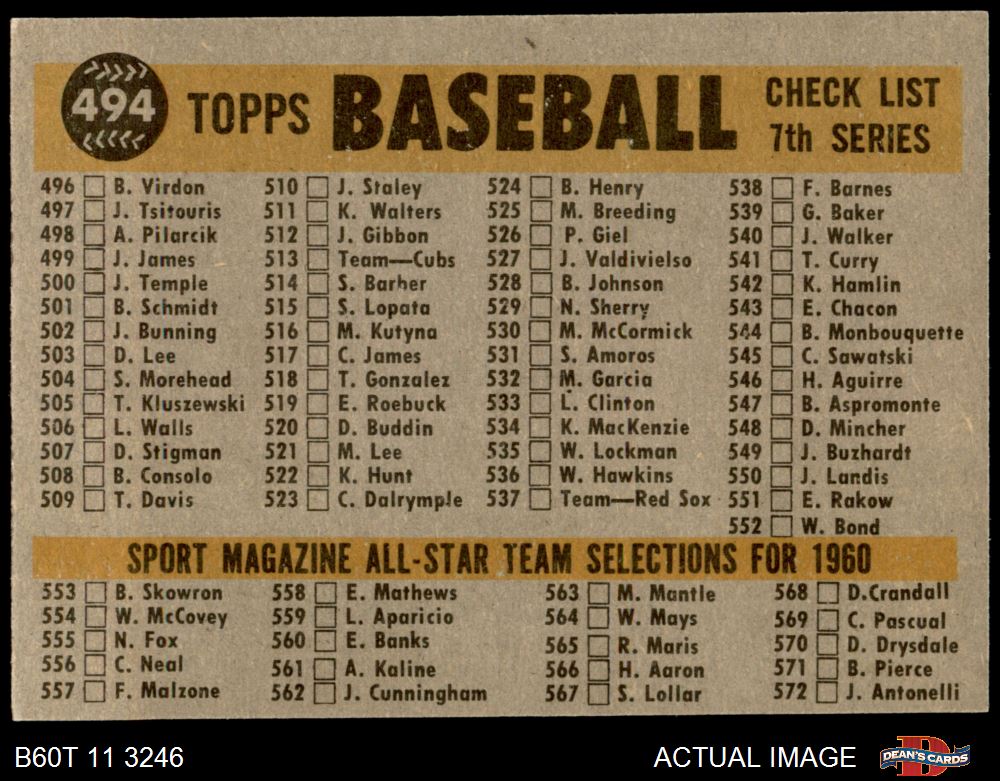 494 TOPPS BASEBALL CHECK LIST
7th SERIES
496 B. Virdon
497 J. Tsitouris
498 A. Pilarcik
499 J. James
500 J. Temple
501 B. Schmidt
502 J. Bunning
503 D. Lee
504 S. Morehead
505 T. Kluszewski
506 L. Walls
507 D. Stigman
508 B. Consolo
509 T. Davis
510 J. Staley
511 K. Walters
512 J. Gibbon
513 Team—Cubs
514 S. Barber
515 S. Lopata
516 M. Kutyna
517 C. James
518 T. Gonzalez
519 E. Roebuck
520 D. Buddin
521 M. Lee
522 K. Hunt
523 C. Dalrymple
524 B. Henry
525 M. Breeding
526 P. Giel
527 J. Valdivielso
528 B. Johnson
529 N. Sherry
530 M. McCormick
531 S. Amoros
532 M. Garcia
533 L. Clinton
534 K. MacKenzie
535 W. Lockman
536 W. Hawkins
537 Team—Red Sox
538 F. Barnes
539 G. Baker
540 J. Walker
541 T. Curry
542 K. Hamlin
543 E. Chacon
544 B. Monbouquette
545 C. Sawatski
546 H. Aguirre
547 B. Aspromonte
548 D. Mincher
549 J. Buzhardt
550 J. Landis
551 E. Rakow
552 W. Bond
SPORT MAGAZINE ALL-STAR TEAM SELECTIONS FOR 1960
553 B. Skowron
554 W. McCovey
555 N. Fox
556 C. Neal
557 F. Malzone
558 E. Mathews
559 L. Aparicio
560 E. Banks
561 A. Kaline
562 J. Cunningham
563 M. Mantle
564 W. Mays
565 R. Maris
566 H. Aaron
567 S. Lollar
568 D.Crandall
569 C. Pascual
570 D. Drysdale
571 B. Pierce
572 J. Antonelli
B60T 11 3246
ACTUAL IMAGE
DEAN'S CARDS